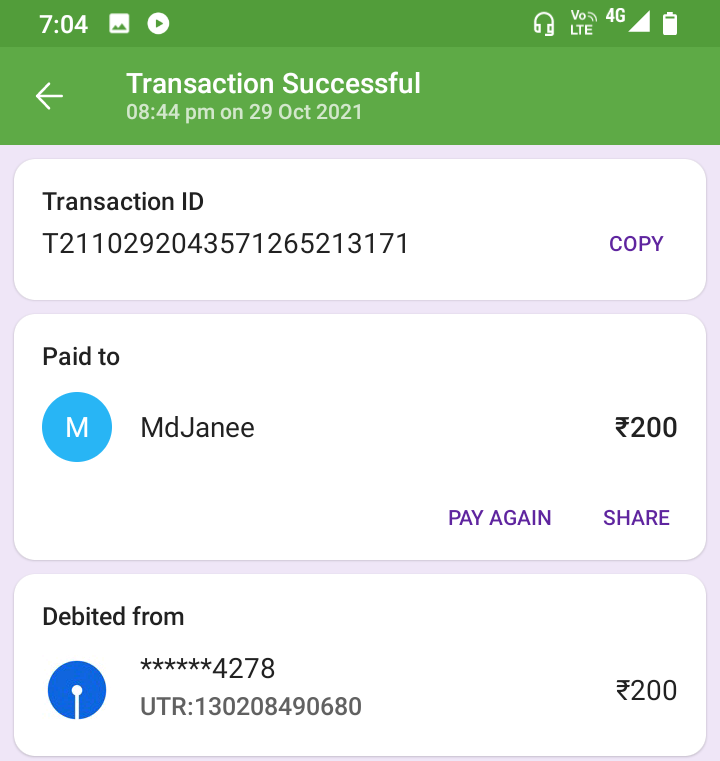 7:04
Vo LTE 4G
Transaction Successful
08:44 pm on 29 Oct 2021
Transaction ID
T2110292043571265213171 COPY
Paid to
M MdJanee ₹200
PAY AGAIN SHARE
Debited from
******4278
UTR:130208490680 ₹200